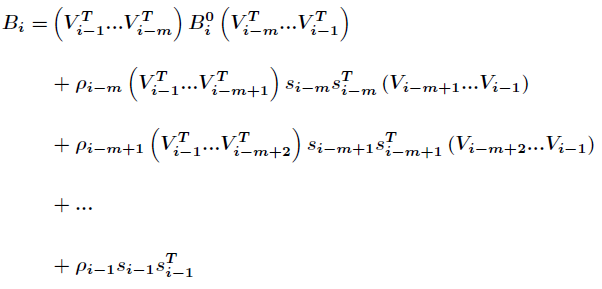 B_i = (V_{i-1}^T...V_{i-m}^T) B_i^0 (V_{i-m}^T...V_{i-1}^T)
+ ρ_{i-m} (V_{i-1}^T...V_{i-m+1}^T) s_{i-m}s_{i-m}^T (V_{i-m+1}...V_{i-1})
+ ρ_{i-m+1} (V_{i-1}^T...V_{i-m+2}^T) s_{i-m+1}s_{i-m+1}^T (V_{i-m+2}...V_{i-1})
+ ...
+ ρ_{i-1}s_{i-1}s_{i-1}^T